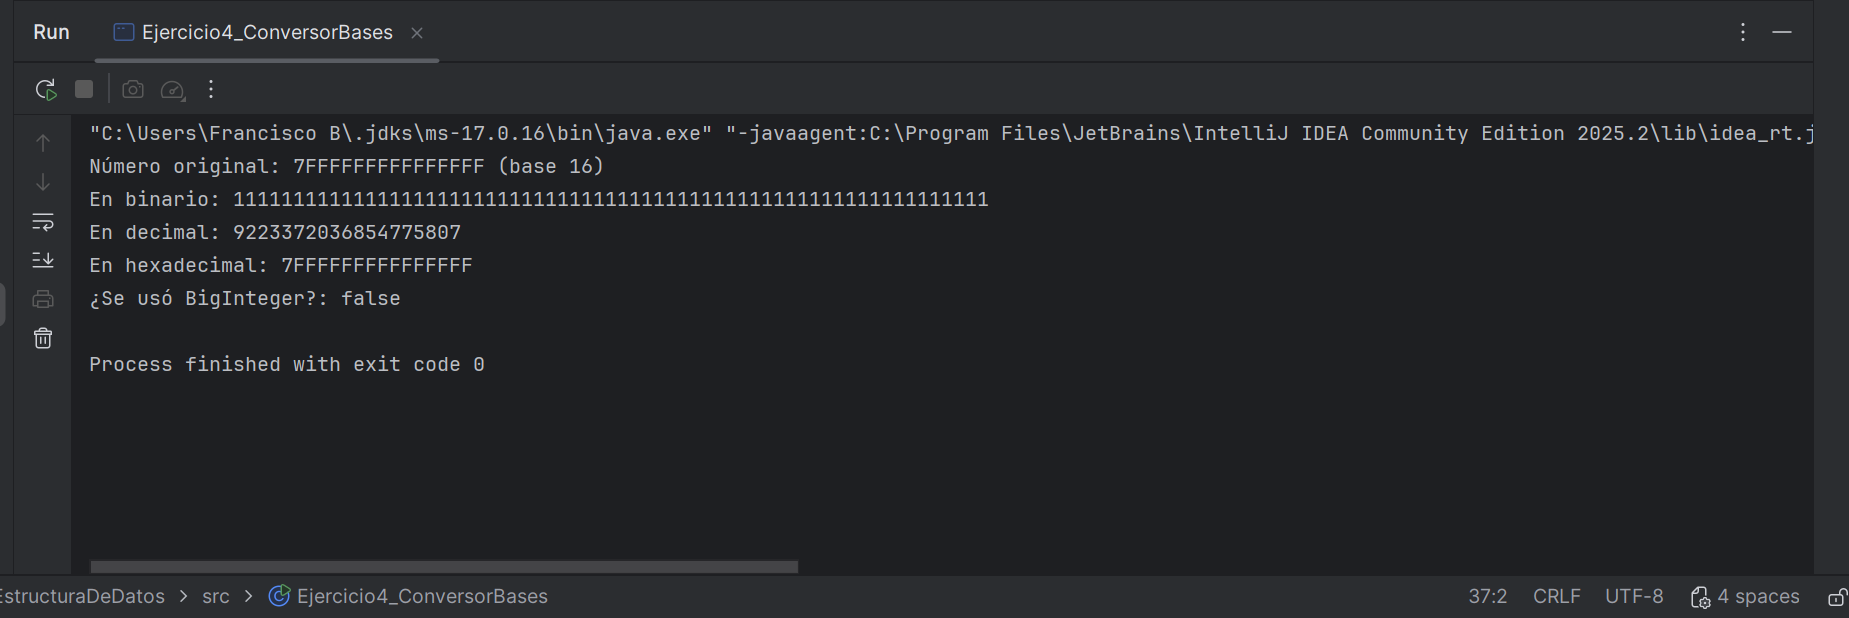 Run
Ejercicio4_ConversorBases
"C:\Users\Francisco B\.jdks\ms-17.0.16\bin\java.exe" "-javaagent:C:\Program Files\JetBrains\IntelliJ IDEA Community Edition 2025.2\lib\idea_rt.j
Número original: 7FFFFFFFFFFFFFFF (base 16)
En binario: 111111111111111111111111111111111111111111111111111111111111111
En decimal: 9223372036854775807
En hexadecimal: 7FFFFFFFFFFFFFFF
¿Se usó BigInteger?: false
Process finished with exit code 0
EstructuraDeDatos > src > Ejercicio4_ConversorBases
37:2 CRLF UTF-8 4 spaces